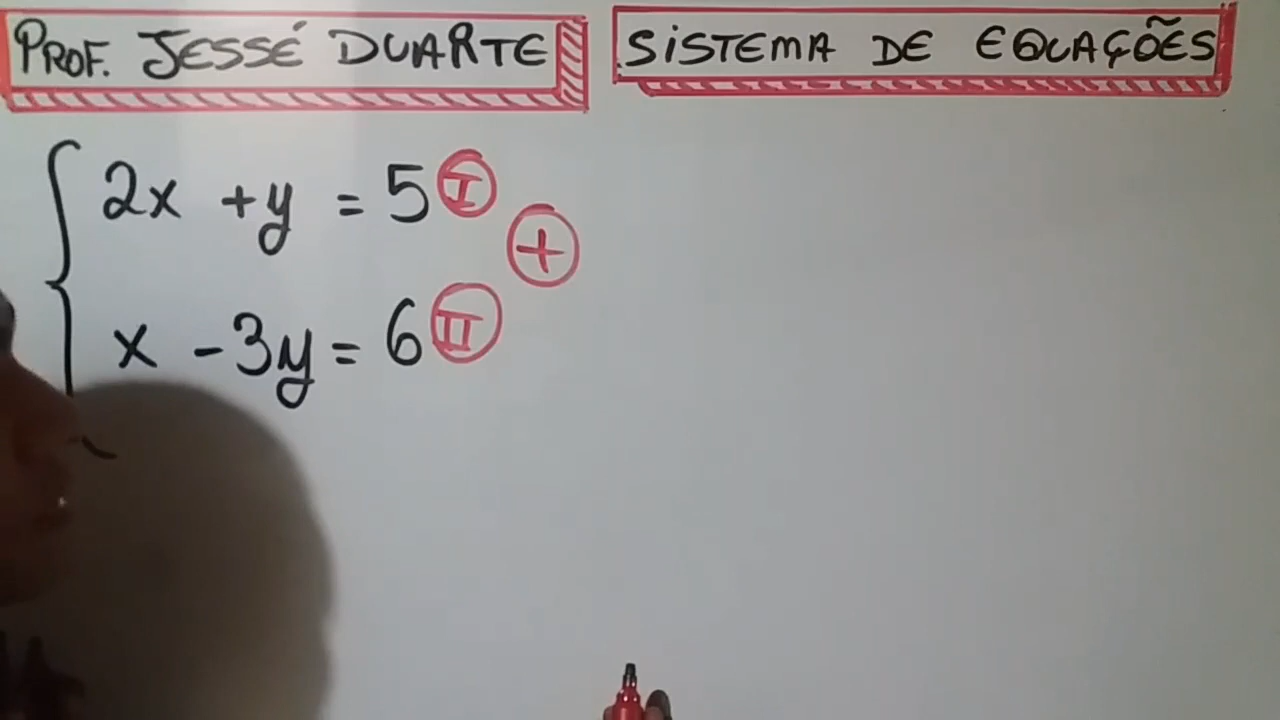 PROF. JESSÉ DUARTE
SISTEMA DE EQUAÇÕES
2x + y = 5 I
+
x - 3y = 6 II